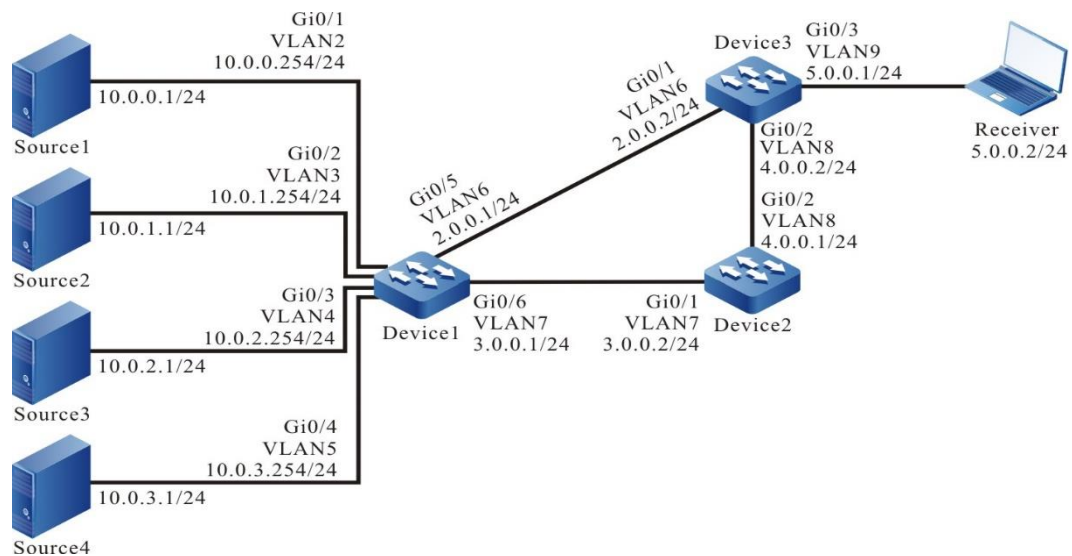 Gi0/1
VLAN2
10.0.0.254/24
10.0.0.1/24
Source1
Gi0/2
VLAN3
10.0.1.254/24
10.0.1.1/24
Source2
Gi0/3
VLAN4
10.0.2.254/24
10.0.2.1/24
Source3
Gi0/4
VLAN5
10.0.3.254/24
10.0.3.1/24
Source4
Gi0/5
VLAN6
2.0.0.1/24
Device1
Gi0/6
VLAN7
3.0.0.1/24
Gi0/1
VLAN6
2.0.0.2/24
Device3
Gi0/3
VLAN9
5.0.0.1/24
Gi0/2
VLAN8
4.0.0.2/24
Gi0/2
VLAN8
4.0.0.1/24
Gi0/1
VLAN7
3.0.0.2/24
Device2
Receiver
5.0.0.2/24